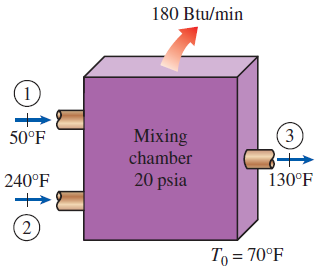 180 Btu/min
1
50°F
240°F
2
Mixing
chamber
20 psia
3
130°F
T0 = 70°F